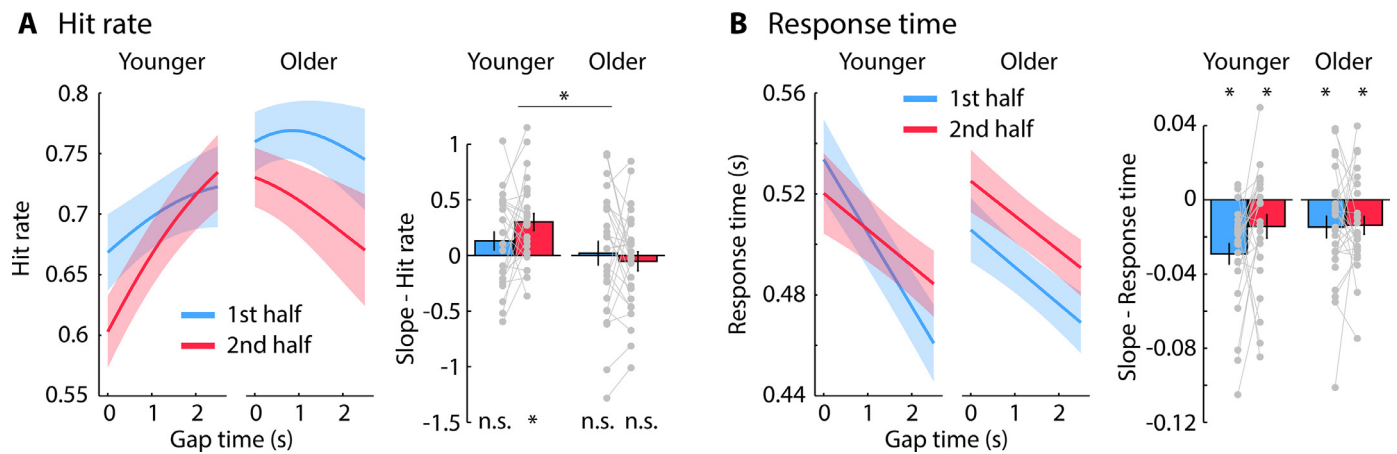 A Hit rate
Younger Older
Hit rate
0.8
0.75
0.7
0.65
0.6
0.55
1st half
2nd half
0 1 2 0 1 2
Gap time (s)
Younger Older
*
Slope - Hit rate
1
0.5
0
-0.5
-1
-1.5
n.s. * n.s. n.s.
B Response time
Younger Older
1st half
2nd half
Response time (s)
0.56
0.52
0.48
0.44
0 1 2 0 1 2
Gap time (s)
Younger Older
* * * *
Slope - Response time
0.04
0
-0.04
-0.08
-0.12